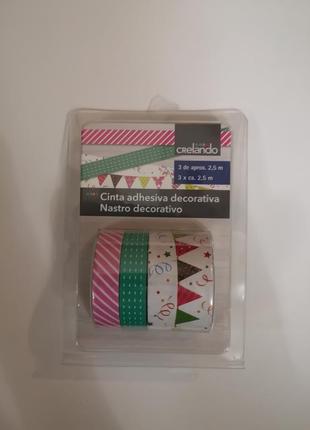 crelando
3 de aprox. 2,5 m
3 x ca. 2,5 m
Cinta adhesiva decorativa
Nastro decorativo